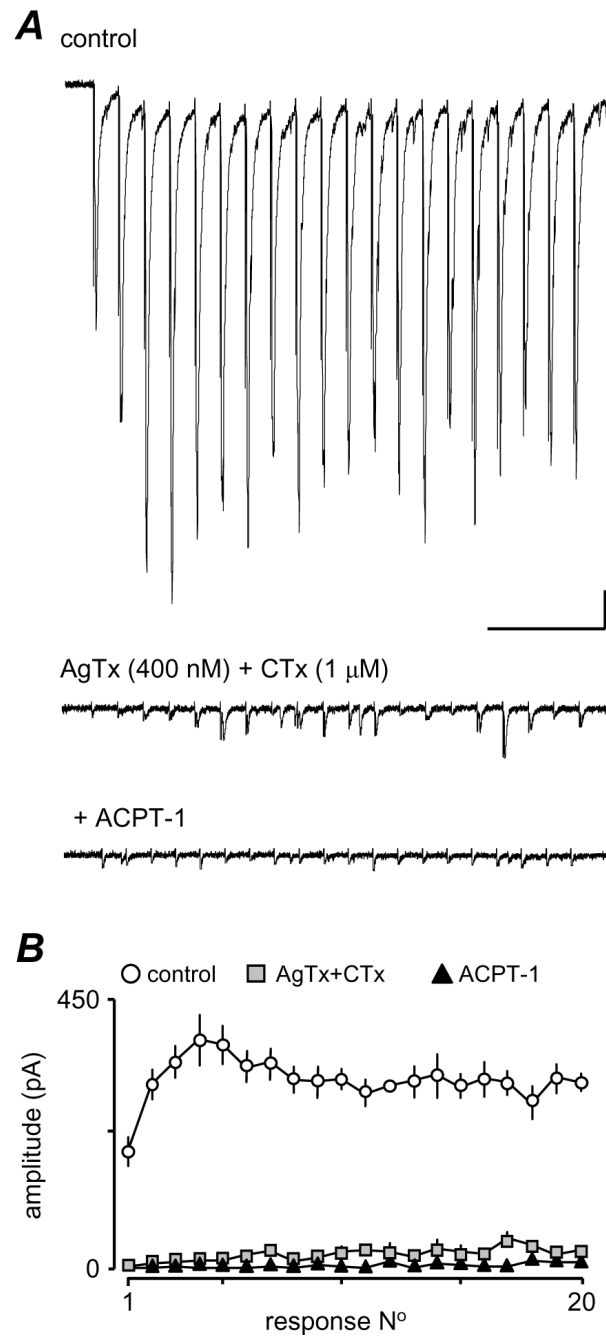 A
control
AgTx (400 nM) + CTx (1 μM)
+ ACPT-1
B
control AgTx+CTx ACPT-1
450
amplitude (pA)
0
1 20
response Nº